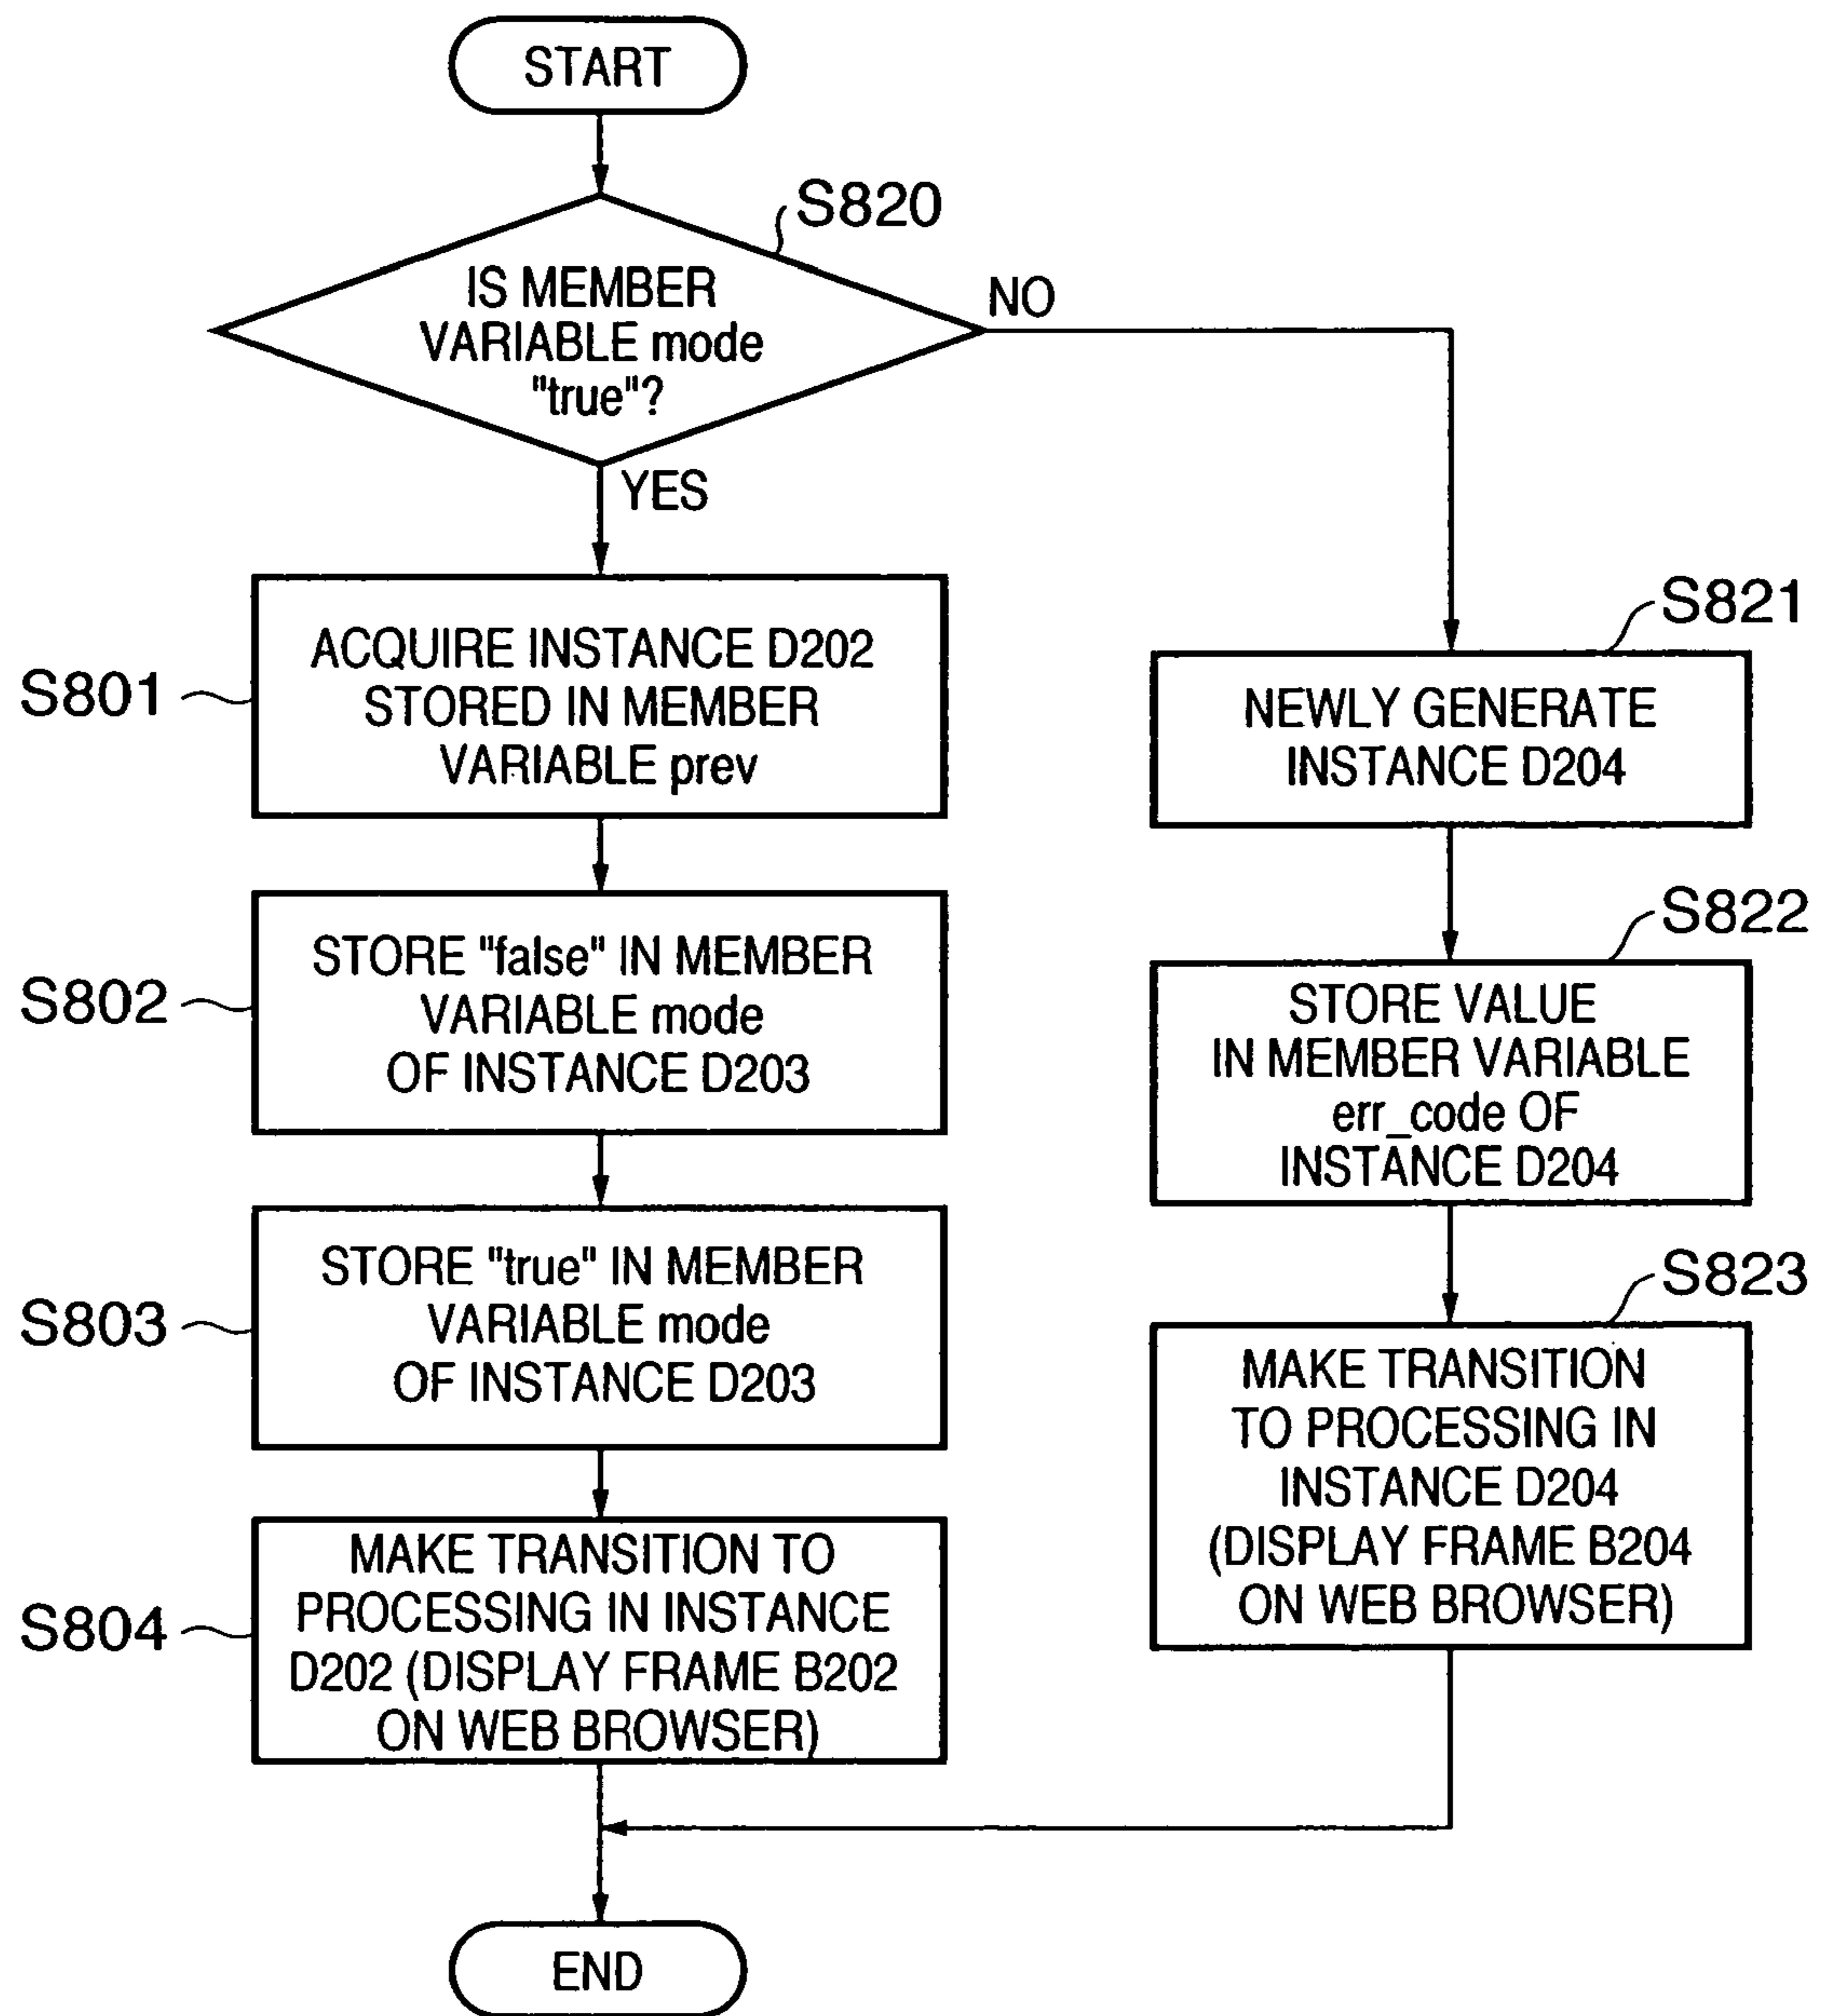 START
S820
IS MEMBER
VARIABLE mode
"true"?
NO
YES
S801
ACQUIRE INSTANCE D202
STORED IN MEMBER
VARIABLE prev
S802
STORE "false" IN MEMBER
VARIABLE mode
OF INSTANCE D203
S803
STORE "true" IN MEMBER
VARIABLE mode
OF INSTANCE D203
S804
MAKE TRANSITION TO
PROCESSING IN INSTANCE
D202 (DISPLAY FRAME B202
ON WEB BROWSER)
S821
NEWLY GENERATE
INSTANCE D204
S822
STORE VALUE
IN MEMBER VARIABLE
err_code OF
INSTANCE D204
S823
MAKE TRANSITION
TO PROCESSING IN
INSTANCE D204
(DISPLAY FRAME B204
ON WEB BROWSER)
END